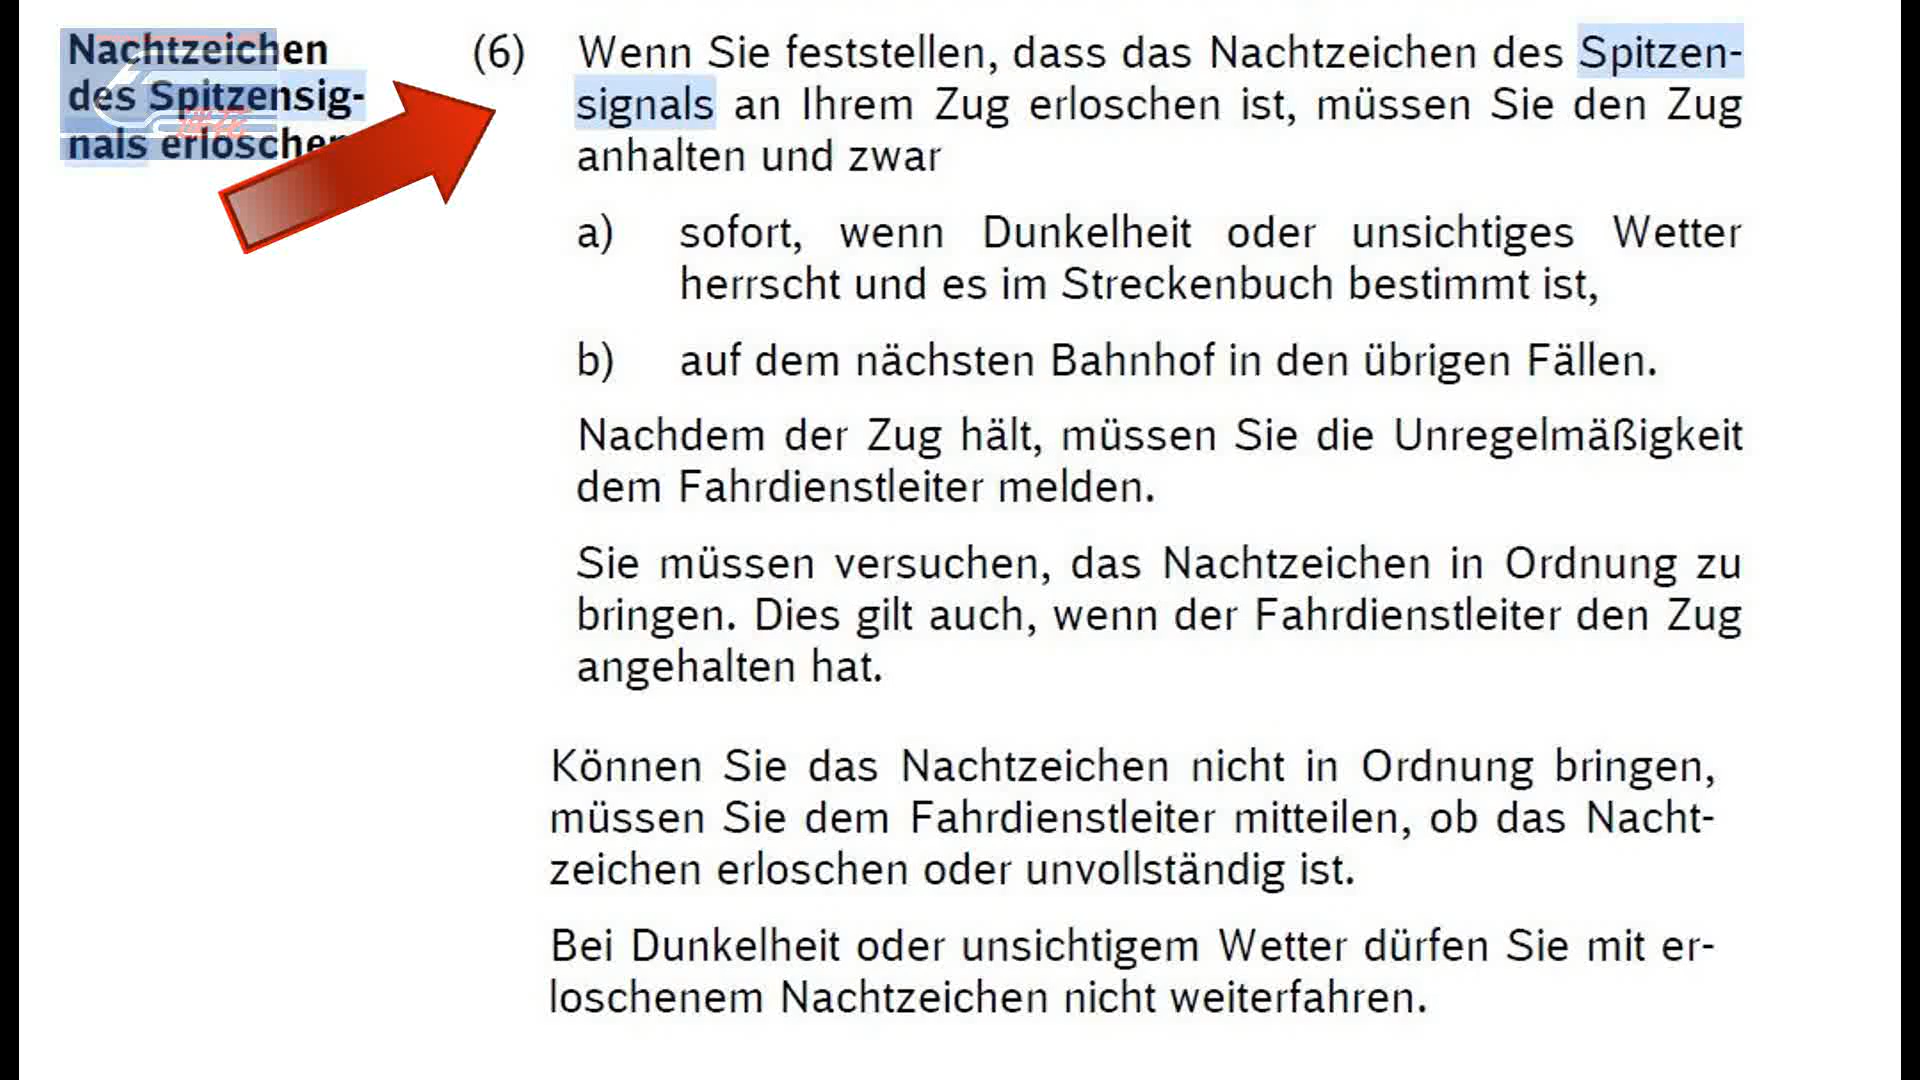 Nachtzeichen
des Spitzensig-
nals erloschen
(6) Wenn Sie feststellen, dass das Nachtzeichen des Spitzen-
signals an Ihrem Zug erloschen ist, müssen Sie den Zug
anhalten und zwar
a) sofort, wenn Dunkelheit oder unsichtiges Wetter
herrscht und es im Streckenbuch bestimmt ist,
b) auf dem nächsten Bahnhof in den übrigen Fällen.
Nachdem der Zug hält, müssen Sie die Unregelmäßigkeit
dem Fahrdienstleiter melden.
Sie müssen versuchen, das Nachtzeichen in Ordnung zu
bringen. Dies gilt auch, wenn der Fahrdienstleiter den Zug
angehalten hat.
Können Sie das Nachtzeichen nicht in Ordnung bringen,
müssen Sie dem Fahrdienstleiter mitteilen, ob das Nacht-
zeichen erloschen oder unvollständig ist.
Bei Dunkelheit oder unsichtigem Wetter dürfen Sie mit er-
loschenem Nachtzeichen nicht weiterfahren.